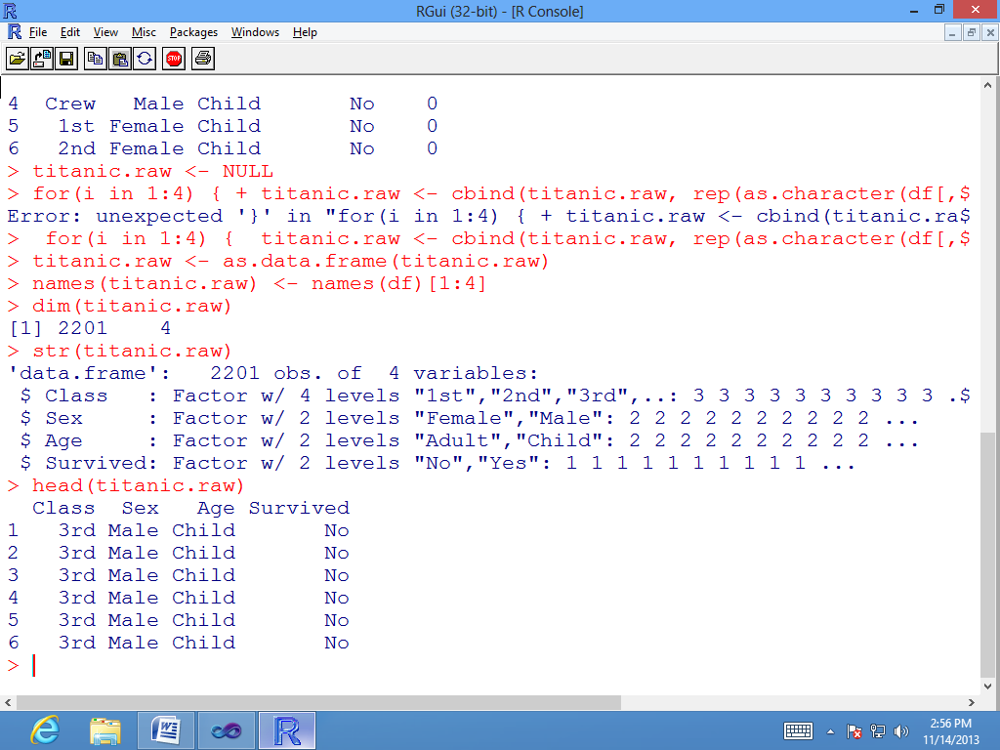 RGui (32-bit) - [R Console]
File Edit View Misc Packages Windows Help
STOP
4  Crew   Male Child       No    0
5   1st Female Child       No    0
6   2nd Female Child       No    0
> titanic.raw <- NULL
> for(i in 1:4) { + titanic.raw <- cbind(titanic.raw, rep(as.character(df[,$
Error: unexpected '}' in "for(i in 1:4) { + titanic.raw <- cbind(titanic.ra$
>  for(i in 1:4) {  titanic.raw <- cbind(titanic.raw, rep(as.character(df[,$
> titanic.raw <- as.data.frame(titanic.raw)
> names(titanic.raw) <- names(df)[1:4]
> dim(titanic.raw)
[1] 2201    4
> str(titanic.raw)
'data.frame':   2201 obs. of  4 variables:
 $ Class   : Factor w/ 4 levels "1st","2nd","3rd",..: 3 3 3 3 3 3 3 3 3 3 .$
 $ Sex     : Factor w/ 2 levels "Female","Male": 2 2 2 2 2 2 2 2 2 2 ...
 $ Age     : Factor w/ 2 levels "Adult","Child": 2 2 2 2 2 2 2 2 2 2 ...
 $ Survived: Factor w/ 2 levels "No","Yes": 1 1 1 1 1 1 1 1 1 1 ...
> head(titanic.raw)
  Class  Sex   Age Survived
1   3rd Male Child       No
2   3rd Male Child       No
3   3rd Male Child       No
4   3rd Male Child       No
5   3rd Male Child       No
6   3rd Male Child       No
>
2:56 PM
11/14/2013